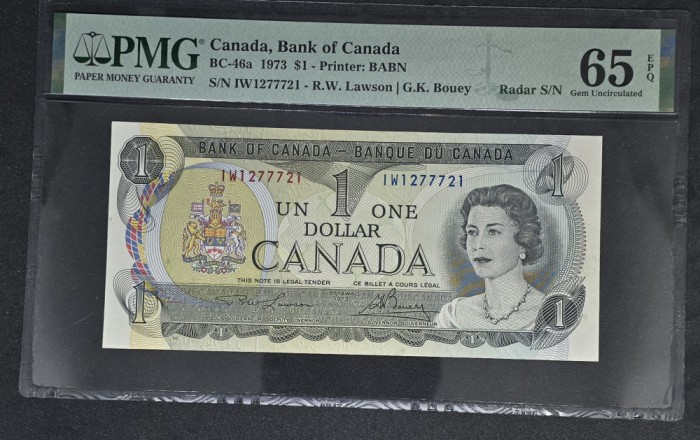 PMG
PAPER MONEY GUARANTY
Canada, Bank of Canada
BC-46a 1973 $1 - Printer: BABN
S/N IW1277721 - R.W. Lawson | G.K. Bouey
Radar S/N
65 EPQ
Gem Uncirculated
1 BANK OF CANADA – BANQUE DU CANADA 1
IW1277721 IW1277721
UN 1 ONE
DOLLAR
CANADA
THIS NOTE IS LEGAL TENDER CE BILLET A COURS LÉGAL
OTTAWA
1973
1 1